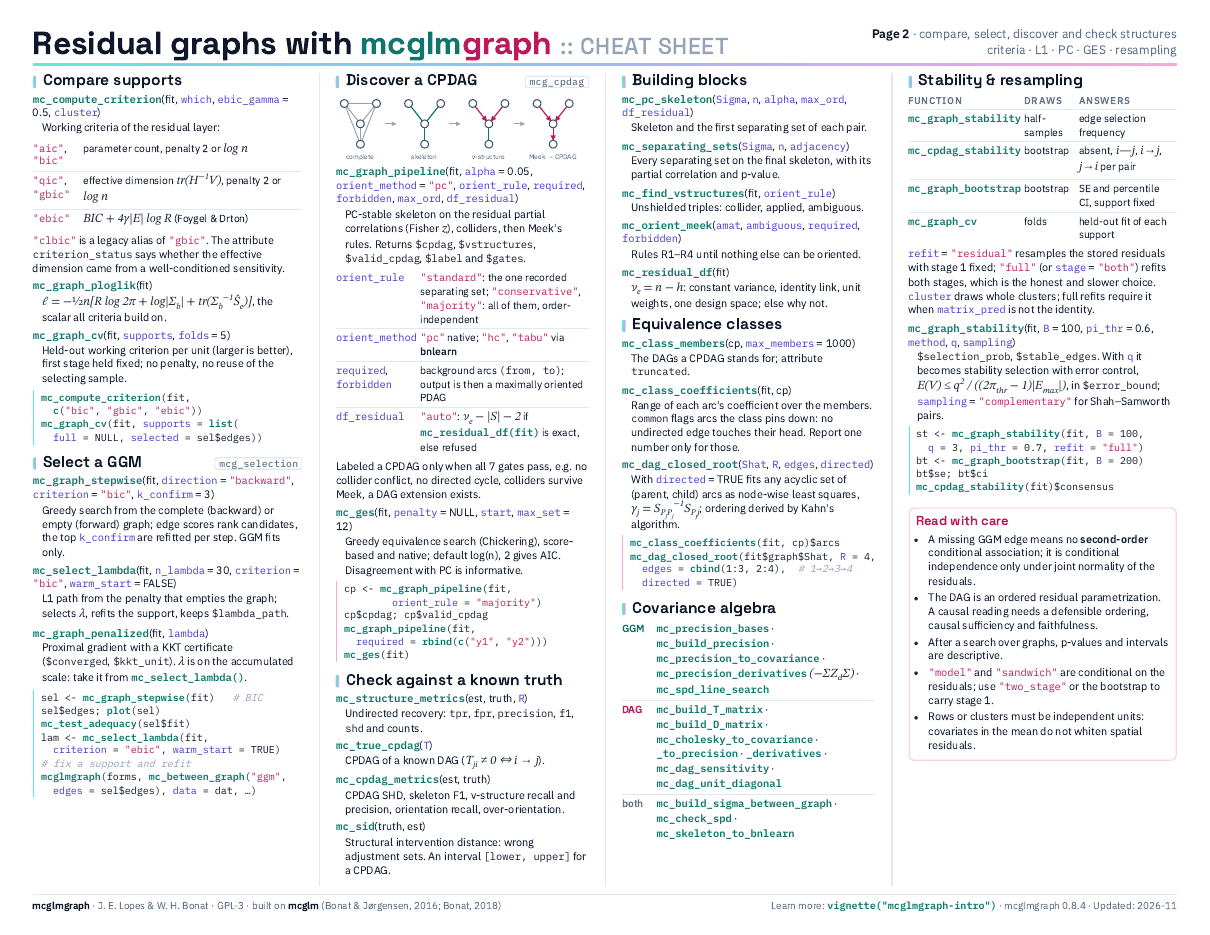 Residual graphs with mcglmgraph :: CHEAT SHEET
Page 2 · compare, select, discover and check structures
criteria · L1 · PC · GES · resampling
Compare supports
mc_compute_criterion(fit, which, ebic_gamma =
0.5, cluster)
Working criteria of the residual layer:
"aic", parameter count, penalty 2 or log n
"bic"
"qic", effective dimension tr(H⁻¹V), penalty 2 or
"gbic" log n
"ebic" BIC + 4γ|E| log R (Foygel & Drton)
"clbic" is a legacy alias of "gbic". The attribute
criterion_status says whether the effective
dimension came from a well-conditioned sensitivity.
mc_graph_ploglik(fit)
ℓ = −½n[R log 2π + log|Σ_b| + tr(Σ_b⁻¹Ŝ_e)], the
scalar all criteria build on.
mc_graph_cv(fit, supports, folds = 5)
Held-out working criterion per unit (larger is better),
first stage held fixed; no penalty, no reuse of the
selecting sample.
mc_compute_criterion(fit,
c("bic", "gbic", "ebic"))
mc_graph_cv(fit, supports = list(
full = NULL, selected = sel$edges))
Select a GGM
mcg_selection
mc_graph_stepwise(fit, direction = "backward",
criterion = "bic", k_confirm = 3)
Greedy search from the complete (backward) or
empty (forward) graph; edge scores rank candidates,
the top k_confirm are refitted per step. GGM fits
only.
mc_select_lambda(fit, n_lambda = 30, criterion =
"bic", warm_start = FALSE)
L1 path from the penalty that empties the graph;
selects λ, refits the support, keeps $lambda_path.
mc_graph_penalized(fit, lambda)
Proximal gradient with a KKT certificate
($converged, $kkt_unit). λ is on the accumulated
scale: take it from mc_select_lambda().
sel <- mc_graph_stepwise(fit) # BIC
sel$edges; plot(sel)
mc_test_adequacy(sel$fit)
lam <- mc_select_lambda(fit,
criterion = "ebic", warm_start = TRUE)
# fix a support and refit
mcglmgraph(forms, mc_between_graph("ggm",
edges = sel$edges), data = dat, …)
Discover a CPDAG
mcg_cpdag
complete skeleton v-structure Meek → CPDAG
mc_graph_pipeline(fit, alpha = 0.05,
orient_method = "pc", orient_rule, required,
forbidden, max_ord, df_residual)
PC-stable skeleton on the residual partial
correlations (Fisher z), colliders, then Meek's
rules. Returns $cpdag, $vstructures,
$valid_cpdag, $label and $gates.
orient_rule "standard": the one recorded
separating set; "conservative",
"majority": all of them, order-
independent
orient_method "pc" native; "hc", "tabu" via
bnlearn
required, background arcs (from, to);
forbidden output is then a maximally oriented
PDAG
df_residual "auto": ν_e − |S| − 2 if
mc_residual_df(fit) is exact,
else refused
Labeled a CPDAG only when all 7 gates pass, e.g. no
collider conflict, no directed cycle, colliders survive
Meek, a DAG extension exists.
mc_ges(fit, penalty = NULL, start, max_set =
12)
Greedy equivalence search (Chickering), score-
based and native; default log(n), 2 gives AIC.
Disagreement with PC is informative.
cp <- mc_graph_pipeline(fit,
orient_rule = "majority")
cp$cpdag; cp$valid_cpdag
mc_graph_pipeline(fit,
required = rbind(c("y1", "y2")))
mc_ges(fit)
Check against a known truth
mc_structure_metrics(est, truth, R)
Undirected recovery: tpr, fpr, precision, f1,
shd and counts.
mc_true_cpdag(T)
CPDAG of a known DAG (T_ji ≠ 0 ⇔ i → j).
mc_cpdag_metrics(est, truth)
CPDAG SHD, skeleton F1, v-structure recall and
precision, orientation recall, over-orientation.
mc_sid(truth, est)
Structural intervention distance: wrong
adjustment sets. An interval [lower, upper] for
a CPDAG.
Building blocks
mc_pc_skeleton(Sigma, n, alpha, max_ord,
df_residual)
Skeleton and the first separating set of each pair.
mc_separating_sets(Sigma, n, adjacency)
Every separating set on the final skeleton, with its
partial correlation and p-value.
mc_find_vstructures(fit, orient_rule)
Unshielded triples: collider, applied, ambiguous.
mc_orient_meek(amat, ambiguous, required,
forbidden)
Rules R1–R4 until nothing else can be oriented.
mc_residual_df(fit)
ν_e = n − h: constant variance, identity link, unit
weights, one design space; else why not.
Equivalence classes
mc_class_members(cp, max_members = 1000)
The DAGs a CPDAG stands for; attribute
truncated.
mc_class_coefficients(fit, cp)
Range of each arc's coefficient over the members.
common flags arcs the class pins down: no
undirected edge touches their head. Report one
number only for those.
mc_dag_closed_root(Shat, R, edges, directed)
With directed = TRUE fits any acyclic set of
(parent, child) arcs as node-wise least squares,
γ_j = S_{P_jP_j}⁻¹S_{P_jj}; ordering derived by Kahn's
algorithm.
mc_class_coefficients(fit, cp)$arcs
mc_dag_closed_root(fit$graph$Shat, R = 4,
edges = cbind(1:3, 2:4), # 1→2→3→4
directed = TRUE)
Covariance algebra
GGM mc_precision_bases ·
mc_build_precision ·
mc_precision_to_covariance ·
mc_precision_derivatives (−ΣZ_dΣ) ·
mc_spd_line_search
DAG mc_build_T_matrix ·
mc_build_D_matrix ·
mc_cholesky_to_covariance ·
_to_precision · _derivatives ·
mc_dag_sensitivity ·
mc_dag_unit_diagonal
both mc_build_sigma_between_graph ·
mc_check_spd ·
mc_skeleton_to_bnlearn
Stability & resampling
FUNCTION DRAWS ANSWERS
mc_graph_stability half- edge selection
samples frequency
mc_cpdag_stability bootstrap absent, i—j, i→j,
j→i per pair
mc_graph_bootstrap bootstrap SE and percentile
CI, support fixed
mc_graph_cv folds held-out fit of each
support
refit = "residual" resamples the stored residuals
with stage 1 fixed; "full" (or stage = "both") refits
both stages, which is the honest and slower choice.
cluster draws whole clusters; full refits require it
when matrix_pred is not the identity.
mc_graph_stability(fit, B = 100, pi_thr = 0.6,
method, q, sampling)
$selection_prob, $stable_edges. With q it
becomes stability selection with error control,
E(V) ≤ q² / ((2π_thr − 1)|E_max|), in $error_bound;
sampling = "complementary" for Shah–Samworth
pairs.
st <- mc_graph_stability(fit, B = 100,
q = 3, pi_thr = 0.7, refit = "full")
bt <- mc_graph_bootstrap(fit, B = 200)
bt$se; bt$ci
mc_cpdag_stability(fit)$consensus
Read with care
• A missing GGM edge means no second-order
conditional association; it is conditional
independence only under joint normality of the
residuals.
• The DAG is an ordered residual parametrization.
A causal reading needs a defensible ordering,
causal sufficiency and faithfulness.
• After a search over graphs, p-values and intervals
are descriptive.
• "model" and "sandwich" are conditional on the
residuals; use "two_stage" or the bootstrap to
carry stage 1.
• Rows or clusters must be independent units:
covariates in the mean do not whiten spatial
residuals.
mcglmgraph · J. E. Lopes & W. H. Bonat · GPL-3 · built on mcglm (Bonat & Jørgensen, 2016; Bonat, 2018)
Learn more: vignette("mcglmgraph-intro") · mcglmgraph 0.8.4 · Updated: 2026-11